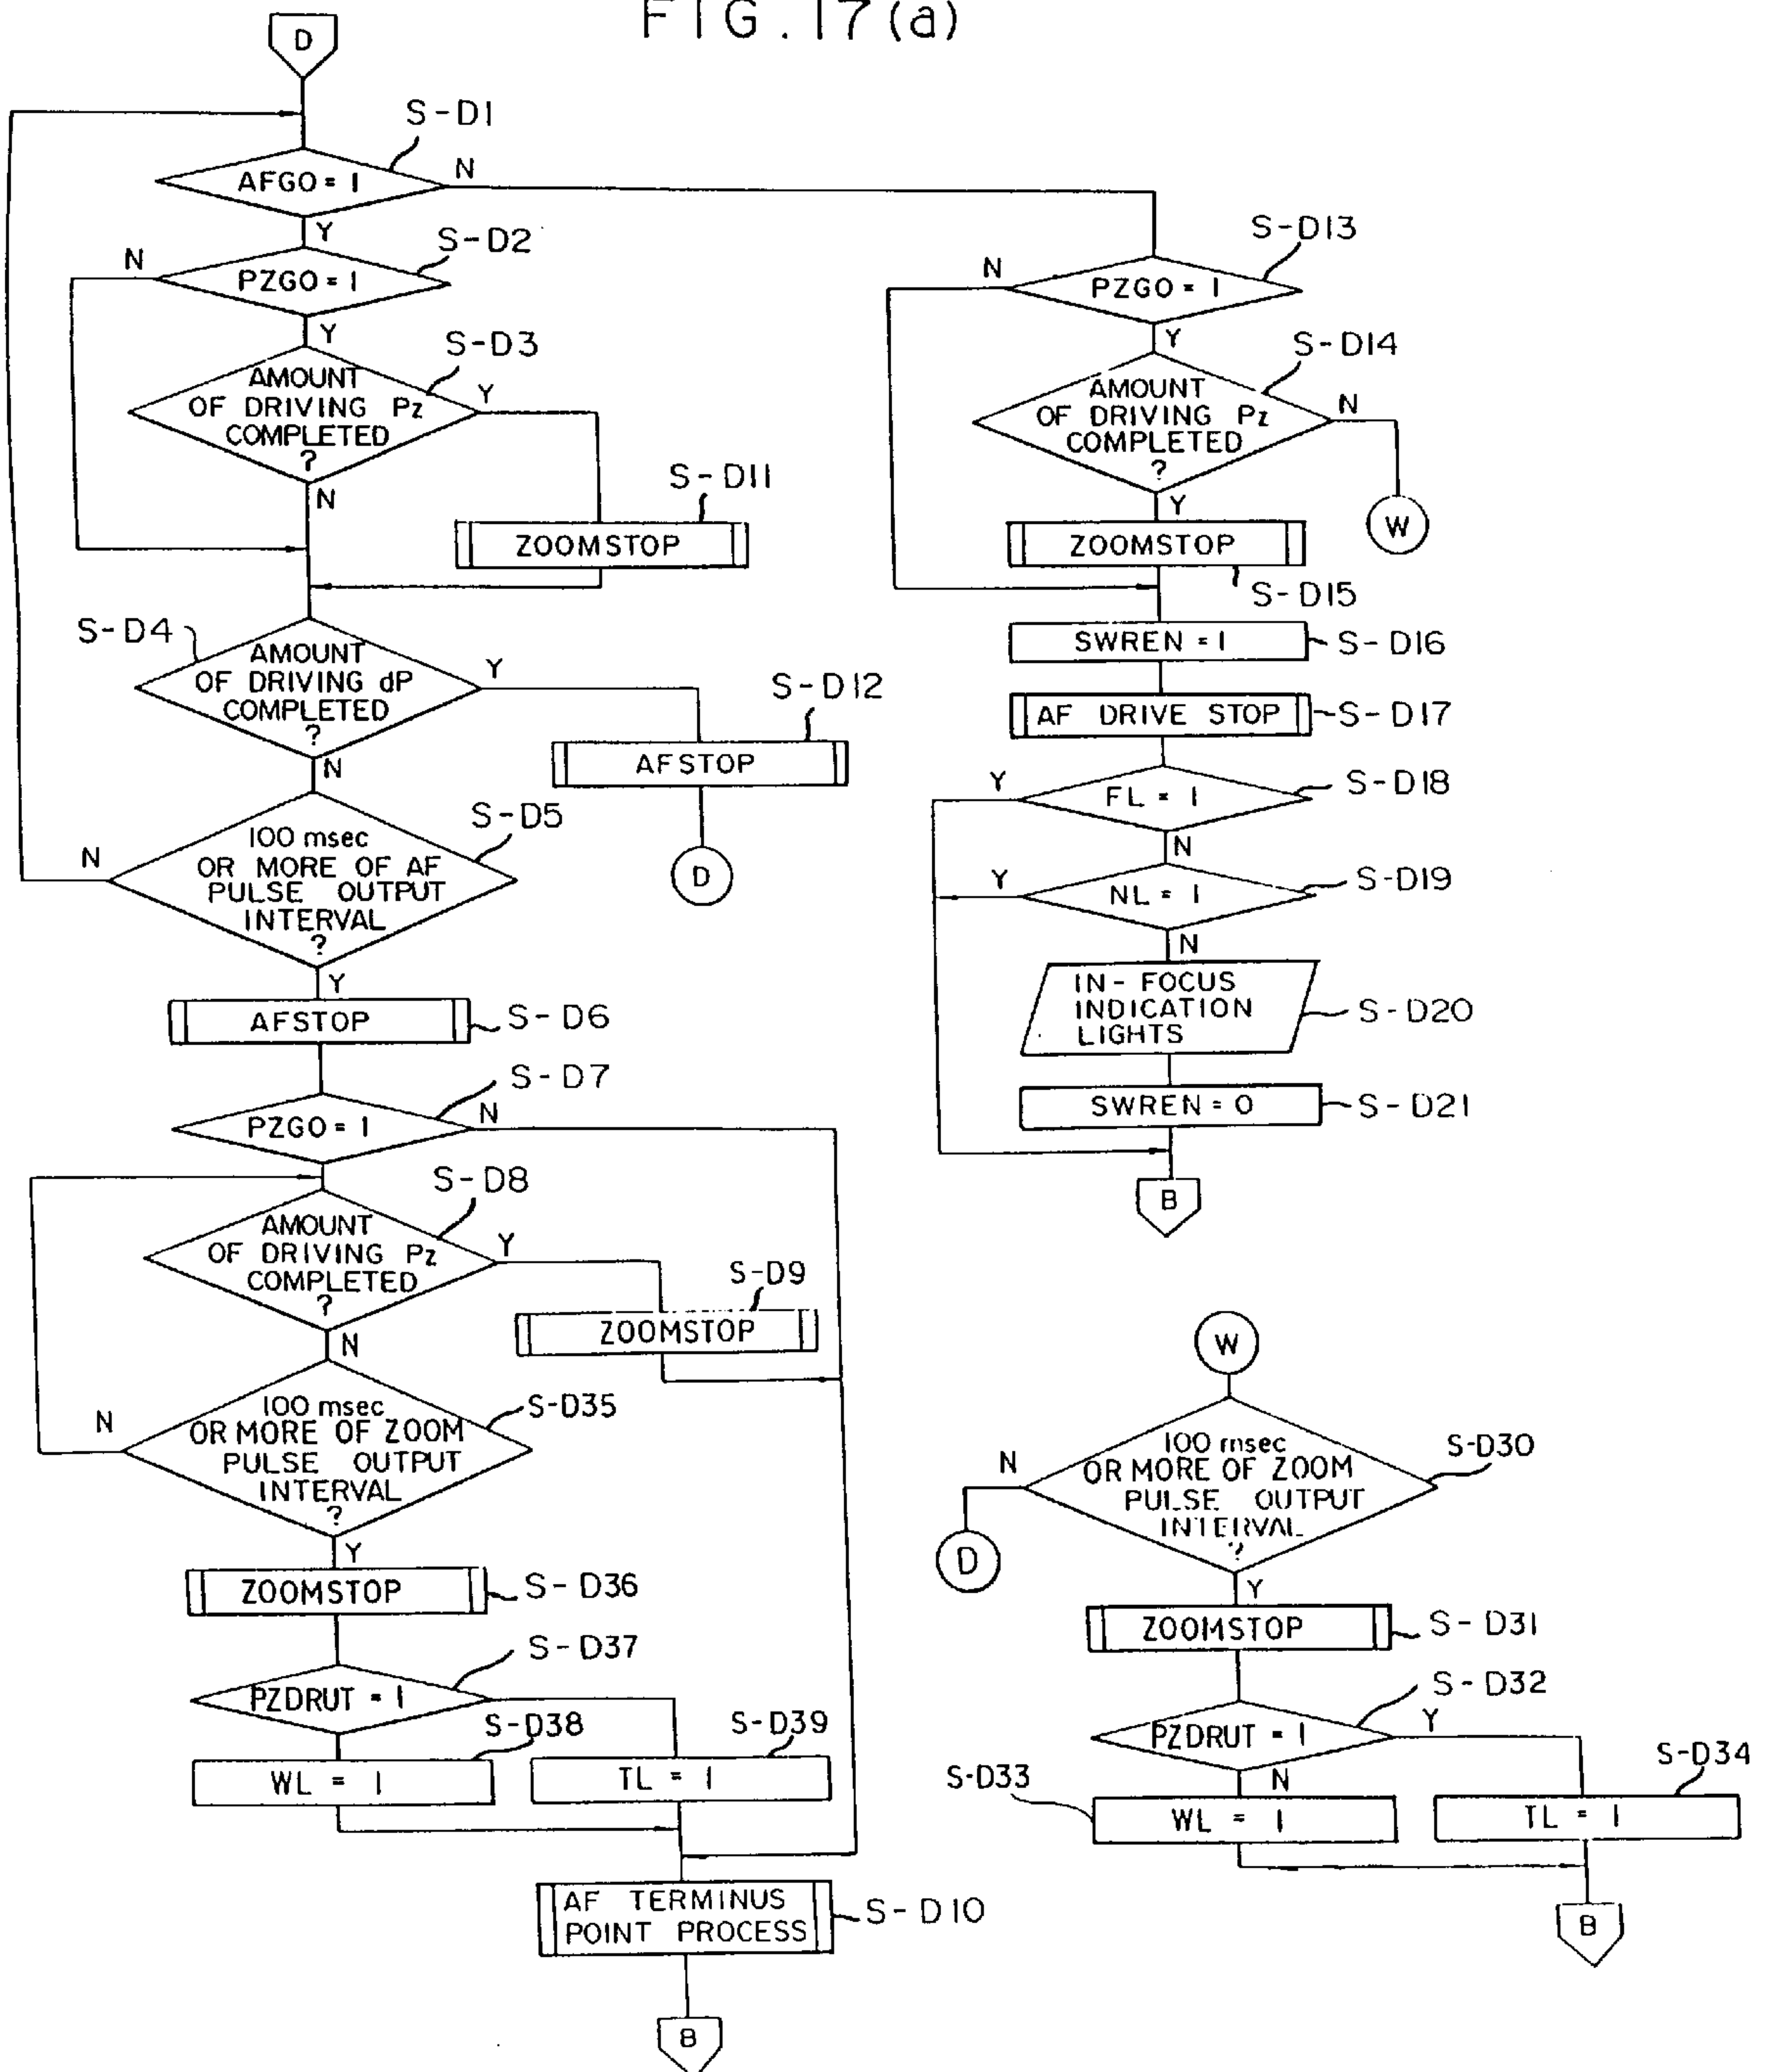 FIG. 17(a)
D
S-D1
AFGO = 1
N
Y
S-D2
N
PZGO = 1
Y
S-D3
AMOUNT
OF DRIVING Pz
COMPLETED
?
Y
N
S-D11
ZOOMSTOP
S-D4
AMOUNT
OF DRIVING dP
COMPLETED
?
Y
N
S-D12
AFSTOP
D
S-D5
100 msec
OR MORE OF AF
PULSE OUTPUT
INTERVAL
?
N
Y
AFSTOP
S-D6
S-D7
PZGO = 1
N
S-D8
AMOUNT
OF DRIVING Pz
COMPLETED
?
Y
N
S-D9
ZOOMSTOP
S-D35
100 msec
OR MORE OF ZOOM
PULSE OUTPUT
INTERVAL
?
N
Y
ZOOMSTOP
S-D36
S-D37
PZDRUT = 1
S-D38
WL = 1
S-D39
TL = 1
AF TERMINUS
POINT PROCESS
S-D10
B
S-D13
N
PZGO = 1
Y
S-D14
AMOUNT
OF DRIVING Pz
COMPLETED
?
N
Y
W
ZOOMSTOP
S-D15
SWREN = 1
S-D16
AF DRIVE STOP
S-D17
Y
FL = 1
S-D18
N
Y
NL = 1
S-D19
N
IN-FOCUS
INDICATION
LIGHTS
S-D20
SWREN = 0
S-D21
B
W
S-D30
100 msec
OR MORE OF ZOOM
PULSE OUTPUT
INTERVAL
?
N
D
Y
ZOOMSTOP
S-D31
S-D32
PZDRUT = 1
Y
N
S-D33
WL = 1
S-D34
TL = 1
B